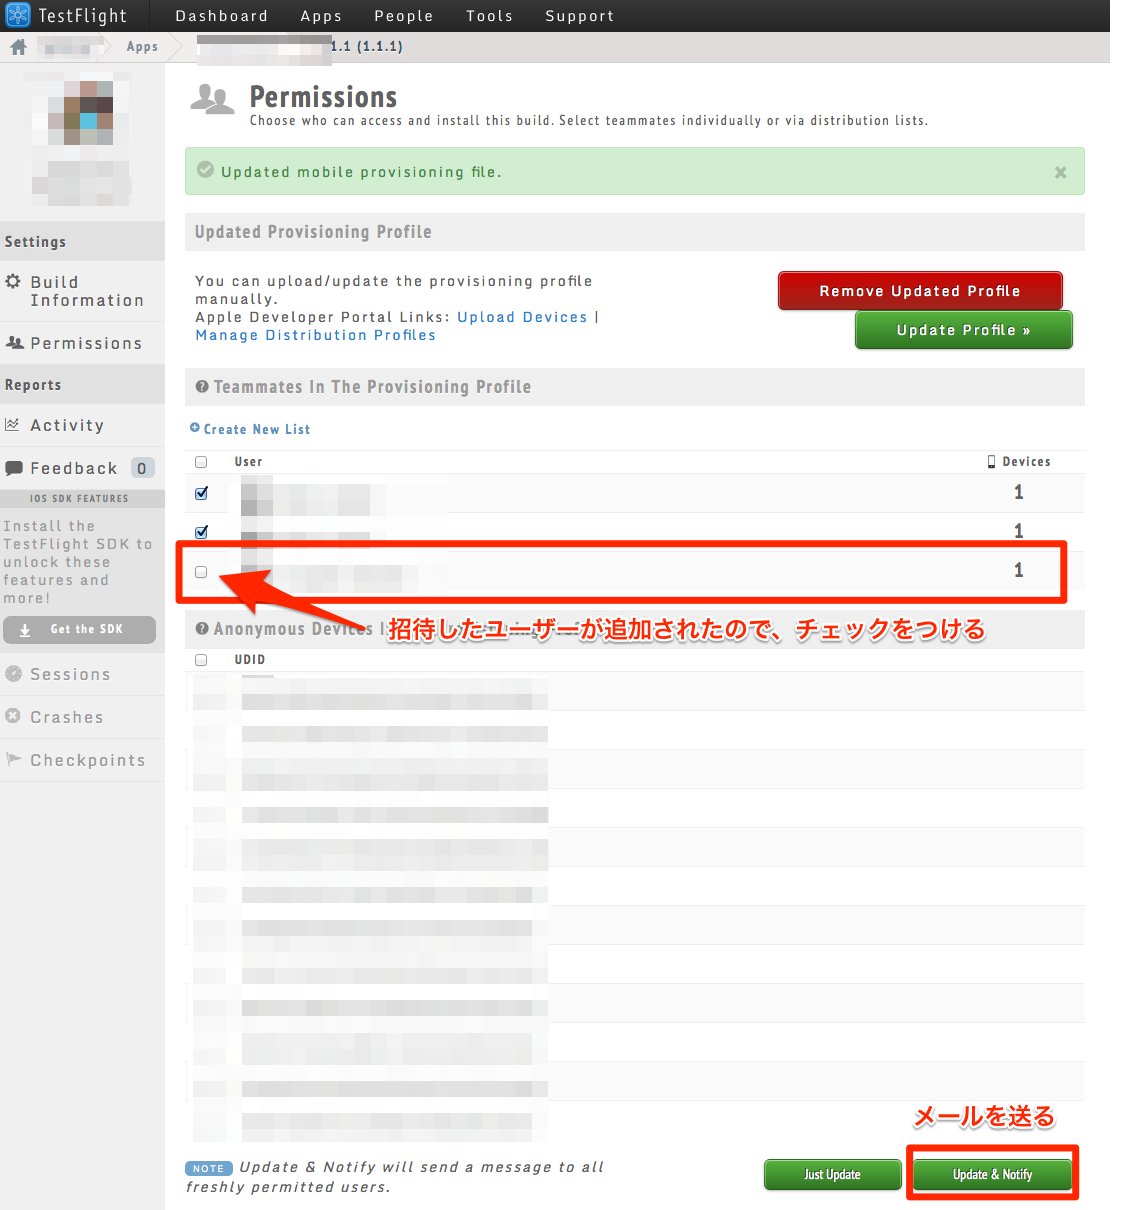 TestFlight Dashboard Apps People Tools Support
Apps 1.1 (1.1.1)
Permissions
Choose who can access and install this build. Select teammates individually or via distribution lists.
Updated mobile provisioning file.
Settings
Build
Information
Permissions
Reports
Activity
Feedback 0
IOS SDK FEATURES
Install the
TestFlight SDK to
unlock these
features and
more!
Get the SDK
Sessions
Crashes
Checkpoints
Updated Provisioning Profile
You can upload/update the provisioning profile
manually.
Apple Developer Portal Links: Upload Devices |
Manage Distribution Profiles
Remove Updated Profile
Update Profile »
Teammates In The Provisioning Profile
Create New List
User Devices
1
1
1
Anonymous Devices
招待したユーザーが追加されたので、チェックをつける
UDID
メールを送る
NOTE Update & Notify will send a message to all
freshly permitted users.
Just Update
Update & Notify